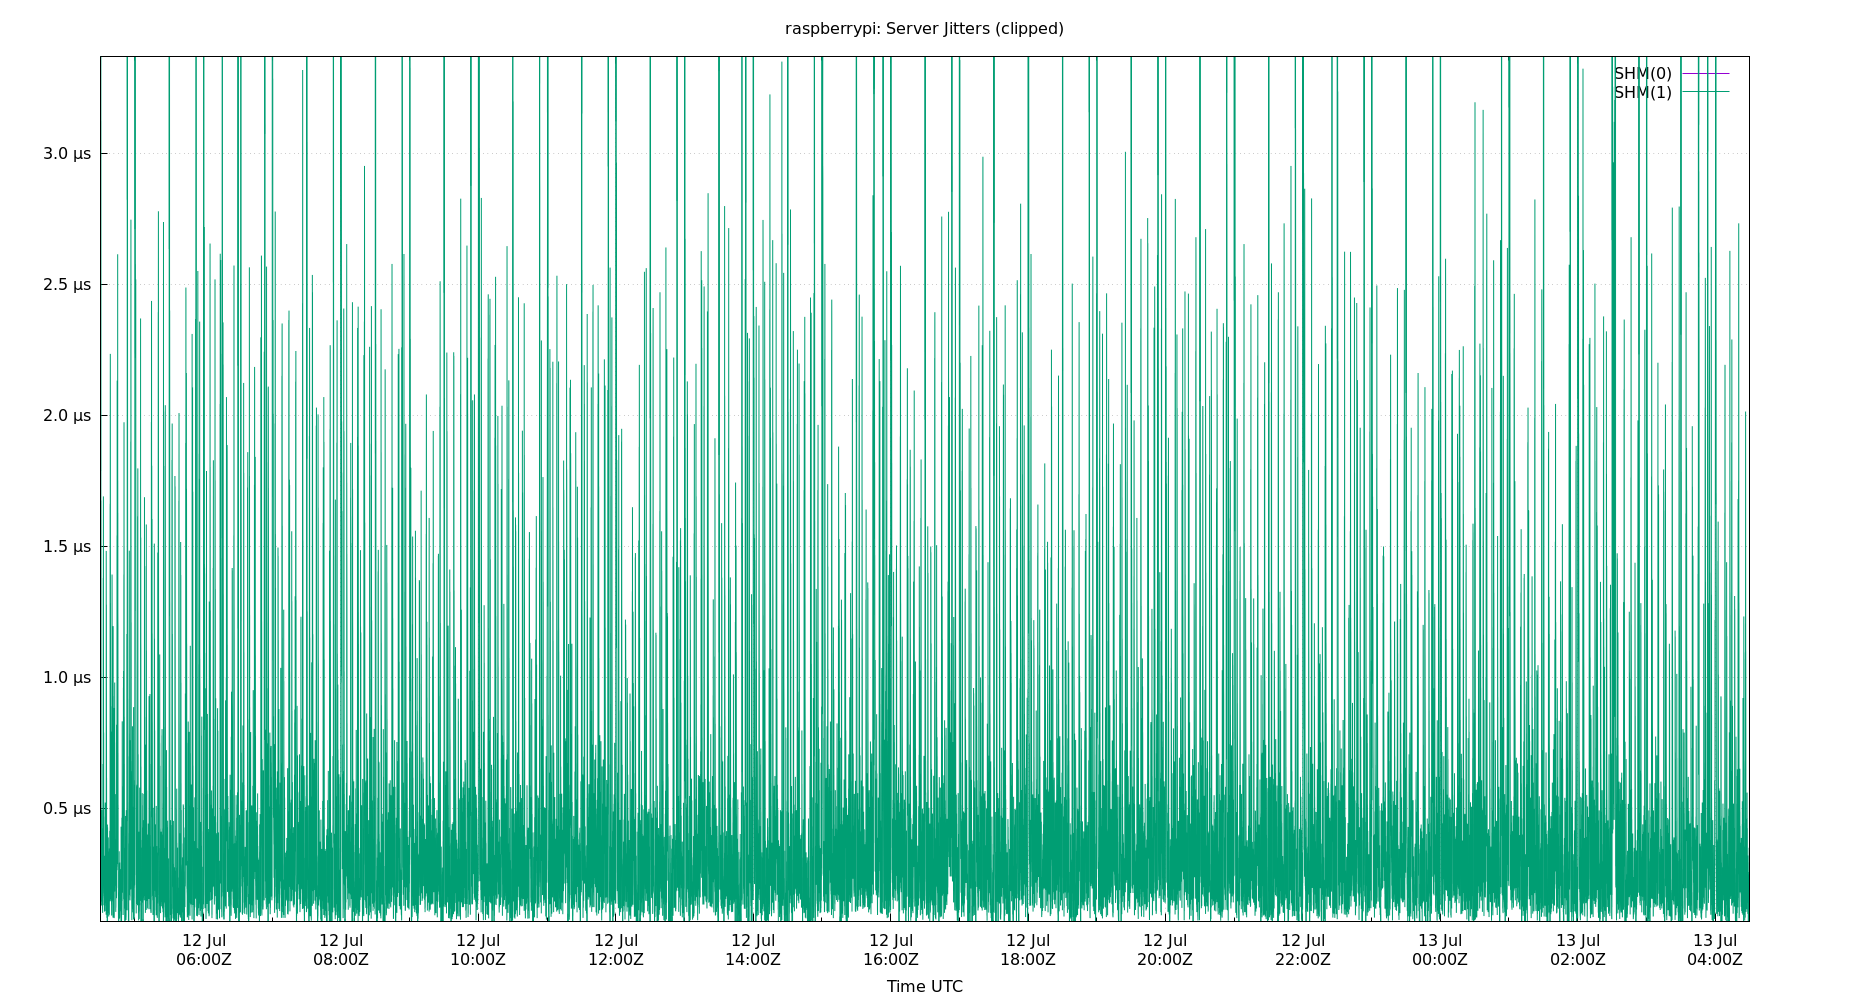 raspberrypi: Server Jitters (clipped)
SHM(0)
SHM(1)
3.0 µs
2.5 µs
2.0 µs
1.5 µs
1.0 µs
0.5 µs
12 Jul 12 Jul 12 Jul 12 Jul 12 Jul 12 Jul 12 Jul 12 Jul 12 Jul 13 Jul 13 Jul 13 Jul
06:00Z 08:00Z 10:00Z 12:00Z 14:00Z 16:00Z 18:00Z 20:00Z 22:00Z 00:00Z 02:00Z 04:00Z
Time UTC